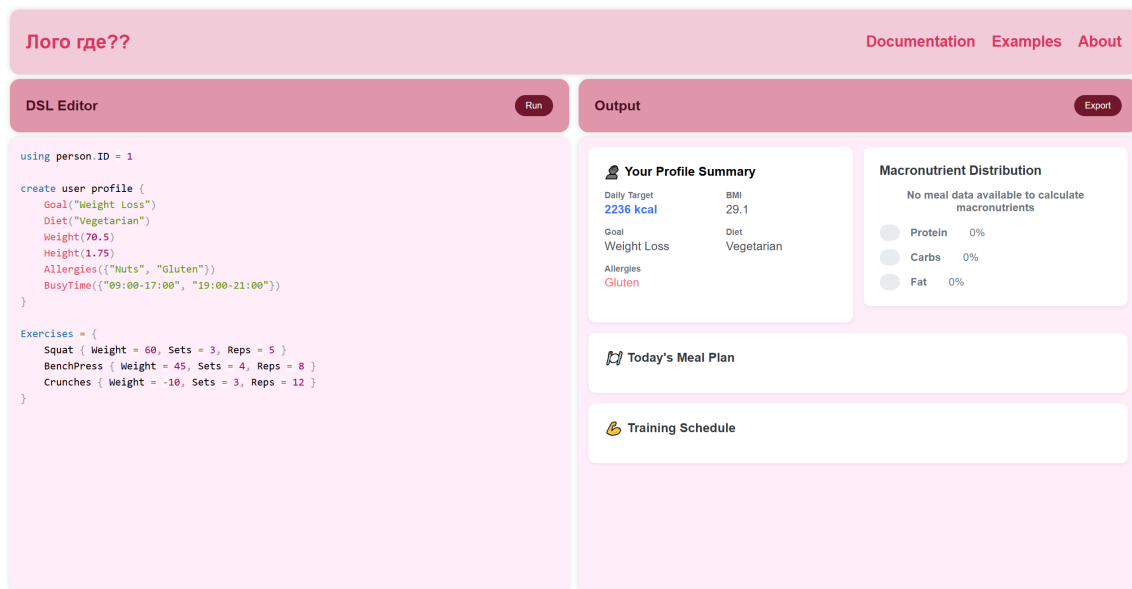 Лого где??
Documentation Examples About
DSL Editor
Run
using person.ID = 1
create user profile {
Goal("Weight Loss")
Diet("Vegetarian")
Weight(70.5)
Height(1.75)
Allergies({"Nuts", "Gluten"})
BusyTime({"09:00-17:00", "19:00-21:00"})
}
Exercises = {
Squat { Weight = 60, Sets = 3, Reps = 5 }
BenchPress { Weight = 45, Sets = 4, Reps = 8 }
Crunches { Weight = -10, Sets = 3, Reps = 12 }
}
Output
Export
Your Profile Summary
Daily Target
2236 kcal
BMI
29.1
Goal
Weight Loss
Diet
Vegetarian
Allergies
Gluten
Macronutrient Distribution
No meal data available to calculate
macronutrients
Protein 0%
Carbs 0%
Fat 0%
Today's Meal Plan
Training Schedule